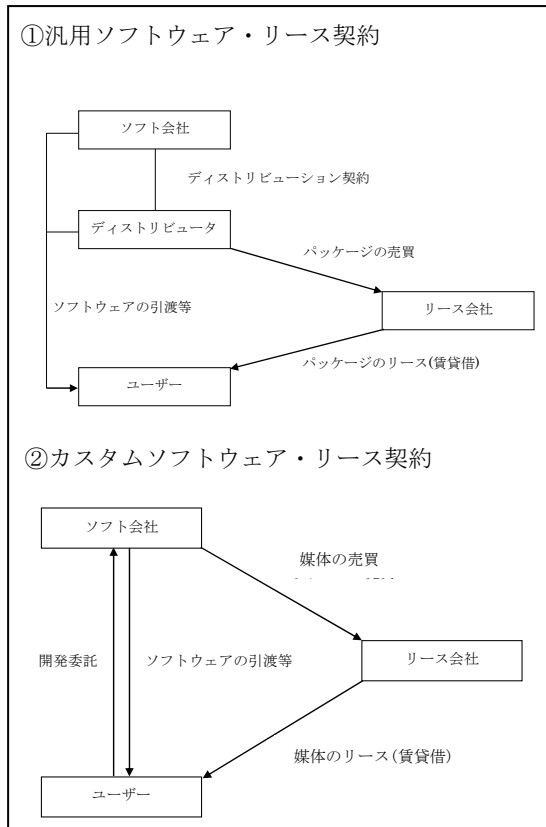 ①汎用ソフトウェア・リース契約
ソフト会社
ディストリビューション契約
ディストリビュータ
パッケージの売買
ソフトウェアの引渡等
リース会社
パッケージのリース(賃貸借)
ユーザー
②カスタムソフトウェア・リース契約
ソフト会社
媒体の売買
開発委託
ソフトウェアの引渡等
リース会社
媒体のリース(賃貸借)
ユーザー